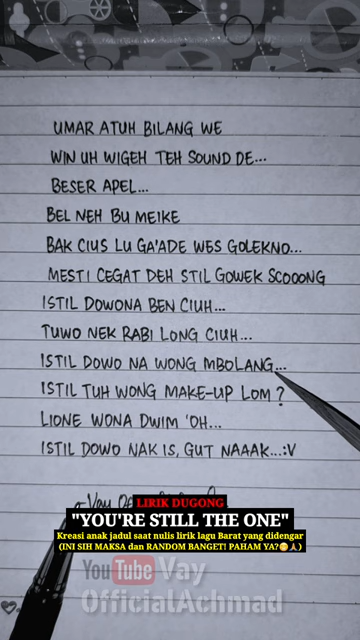 UMAR ATUH BILANG WE
WIN UH WIGEH TEH SOUND DE...
BESER APEL...
BEL NEH BU MEIKE
BAK CIUS LU GA'ADE WES GOLEKNO...
MESTI CEGAT DEH STIL GOWEK SCOOONG
ISTIL DOWONA BEN CIUH...
TUWO NEK RABI LONG CIUH...
ISTIL DOWO NA WONG MBOLANG...
ISTIL TUH WONG MAKE-UP LOM?
LIONE WONA DWIM 'OH...
ISTIL DOWO NAK IS, GUT NAAAK...:V
LIRIK DUGONG
"YOU'RE STILL THE ONE"
Kreasi anak jadul saat nulis lirik lagu Barat yang didengar
(INI SIH MAKSA dan RANDOM BANGET! PAHAM YA?😁🙏)
YouTube Vay
OfficialAchmad